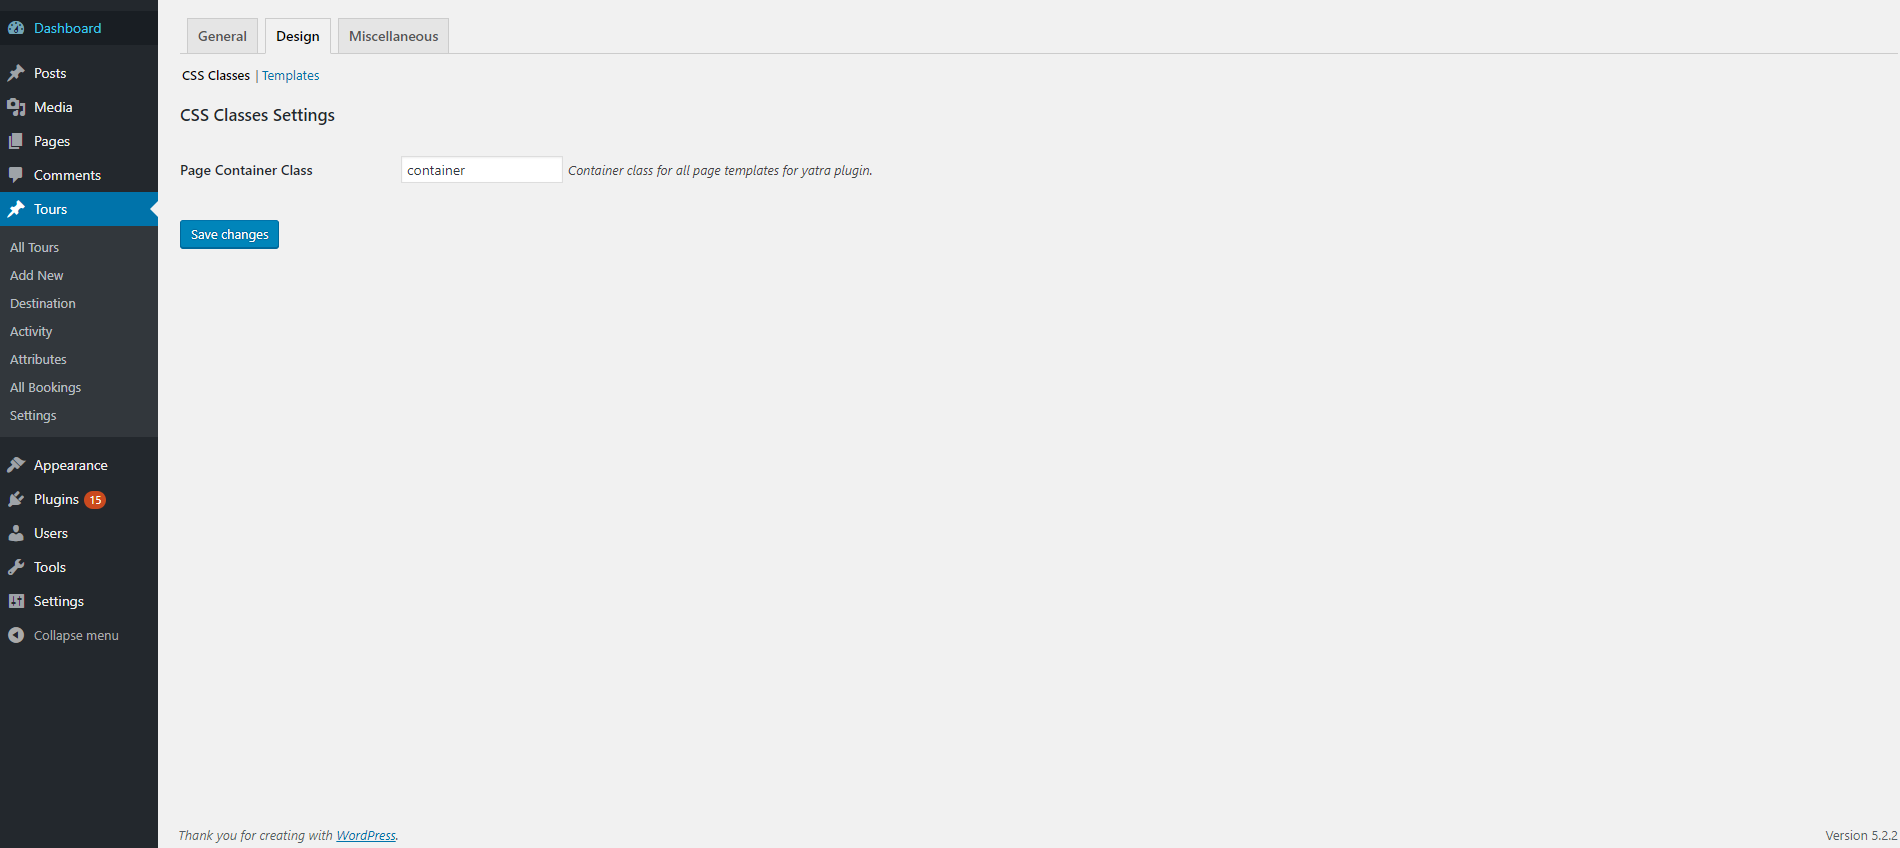 Dashboard
Posts
Media
Pages
Comments
Tours
All Tours
Add New
Destination
Activity
Attributes
All Bookings
Settings
Appearance
Plugins 15
Users
Tools
Settings
Collapse menu
General Design Miscellaneous
CSS Classes | Templates
CSS Classes Settings
Page Container Class container Container class for all page templates for yatra plugin.
Save changes
Thank you for creating with WordPress. Version 5.2.2